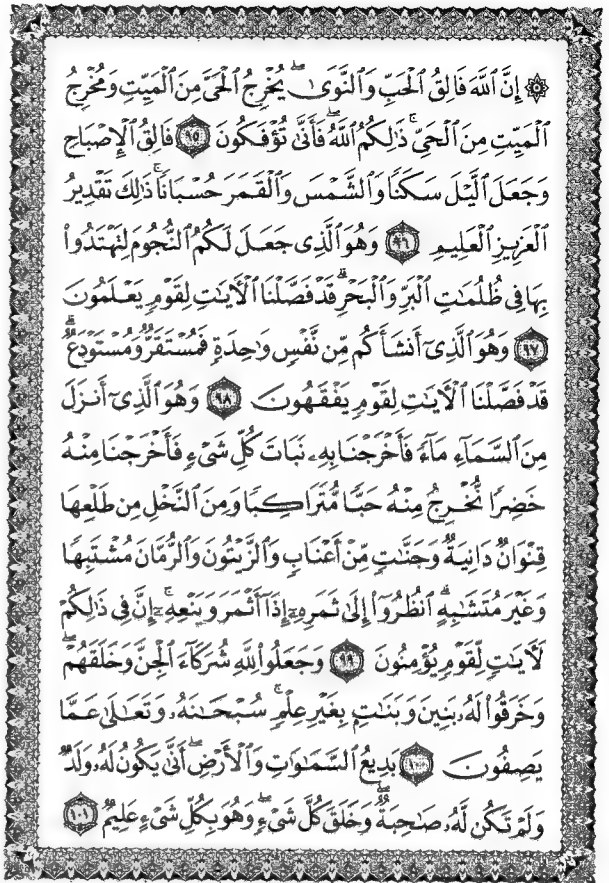 ۞ إِنَّ ٱللَّهَ فَالِقُ ٱلْحَبِّ وَٱلنَّوَىٰ ۖ يُخْرِجُ ٱلْحَىَّ مِنَ ٱلْمَيِّتِ وَمُخْرِجُ
ٱلْمَيِّتِ مِنَ ٱلْحَىِّ ۚ ذَٰلِكُمُ ٱللَّهُ ۖ فَأَنَّىٰ تُؤْفَكُونَ ٩٥ فَالِقُ ٱلْإِصْبَاحِ
وَجَعَلَ ٱلَّيْلَ سَكَنًا وَٱلشَّمْسَ وَٱلْقَمَرَ حُسْبَانًا ۚ ذَٰلِكَ تَقْدِيرُ
ٱلْعَزِيزِ ٱلْعَلِيمِ ٩٦ وَهُوَ ٱلَّذِى جَعَلَ لَكُمُ ٱلنُّجُومَ لِتَهْتَدُوا۟
بِهَا فِى ظُلُمَٰتِ ٱلْبَرِّ وَٱلْبَحْرِ ۗ قَدْ فَصَّلْنَا ٱلْءَايَٰتِ لِقَوْمٍ يَعْلَمُونَ
٩٧ وَهُوَ ٱلَّذِىٓ أَنشَأَكُم مِّن نَّفْسٍ وَٰحِدَةٍ فَمُسْتَقَرٌّ وَمُسْتَوْدَعٌ ۗ
قَدْ فَصَّلْنَا ٱلْءَايَٰتِ لِقَوْمٍ يَفْقَهُونَ ٩٨ وَهُوَ ٱلَّذِىٓ أَنزَلَ
مِنَ ٱلسَّمَآءِ مَآءً فَأَخْرَجْنَا بِهِۦ نَبَاتَ كُلِّ شَىْءٍ فَأَخْرَجْنَا مِنْهُ
خَضِرًا نُّخْرِجُ مِنْهُ حَبًّا مُّتَرَاكِبًا وَمِنَ ٱلنَّخْلِ مِن طَلْعِهَا
قِنْوَانٌ دَانِيَةٌ وَجَنَّٰتٍ مِّنْ أَعْنَابٍ وَٱلزَّيْتُونَ وَٱلرُّمَّانَ مُشْتَبِهًا
وَغَيْرَ مُتَشَٰبِهٍ ۗ ٱنظُرُوٓا۟ إِلَىٰ ثَمَرِهِۦٓ إِذَآ أَثْمَرَ وَيَنْعِهِۦٓ ۚ إِنَّ فِى ذَٰلِكُمْ
لَءَايَٰتٍ لِّقَوْمٍ يُؤْمِنُونَ ٩٩ وَجَعَلُوا۟ لِلَّهِ شُرَكَآءَ ٱلْجِنَّ وَخَلَقَهُمْ ۖ
وَخَرَقُوا۟ لَهُۥ بَنِينَ وَبَنَٰتٍۭ بِغَيْرِ عِلْمٍ ۚ سُبْحَٰنَهُۥ وَتَعَٰلَىٰ عَمَّا
يَصِفُونَ ١٠٠ بَدِيعُ ٱلسَّمَٰوَٰتِ وَٱلْأَرْضِ ۖ أَنَّىٰ يَكُونُ لَهُۥ وَلَدٌ
وَلَمْ تَكُن لَّهُۥ صَٰحِبَةٌ ۖ وَخَلَقَ كُلَّ شَىْءٍ ۖ وَهُوَ بِكُلِّ شَىْءٍ عَلِيمٌ ١٠١